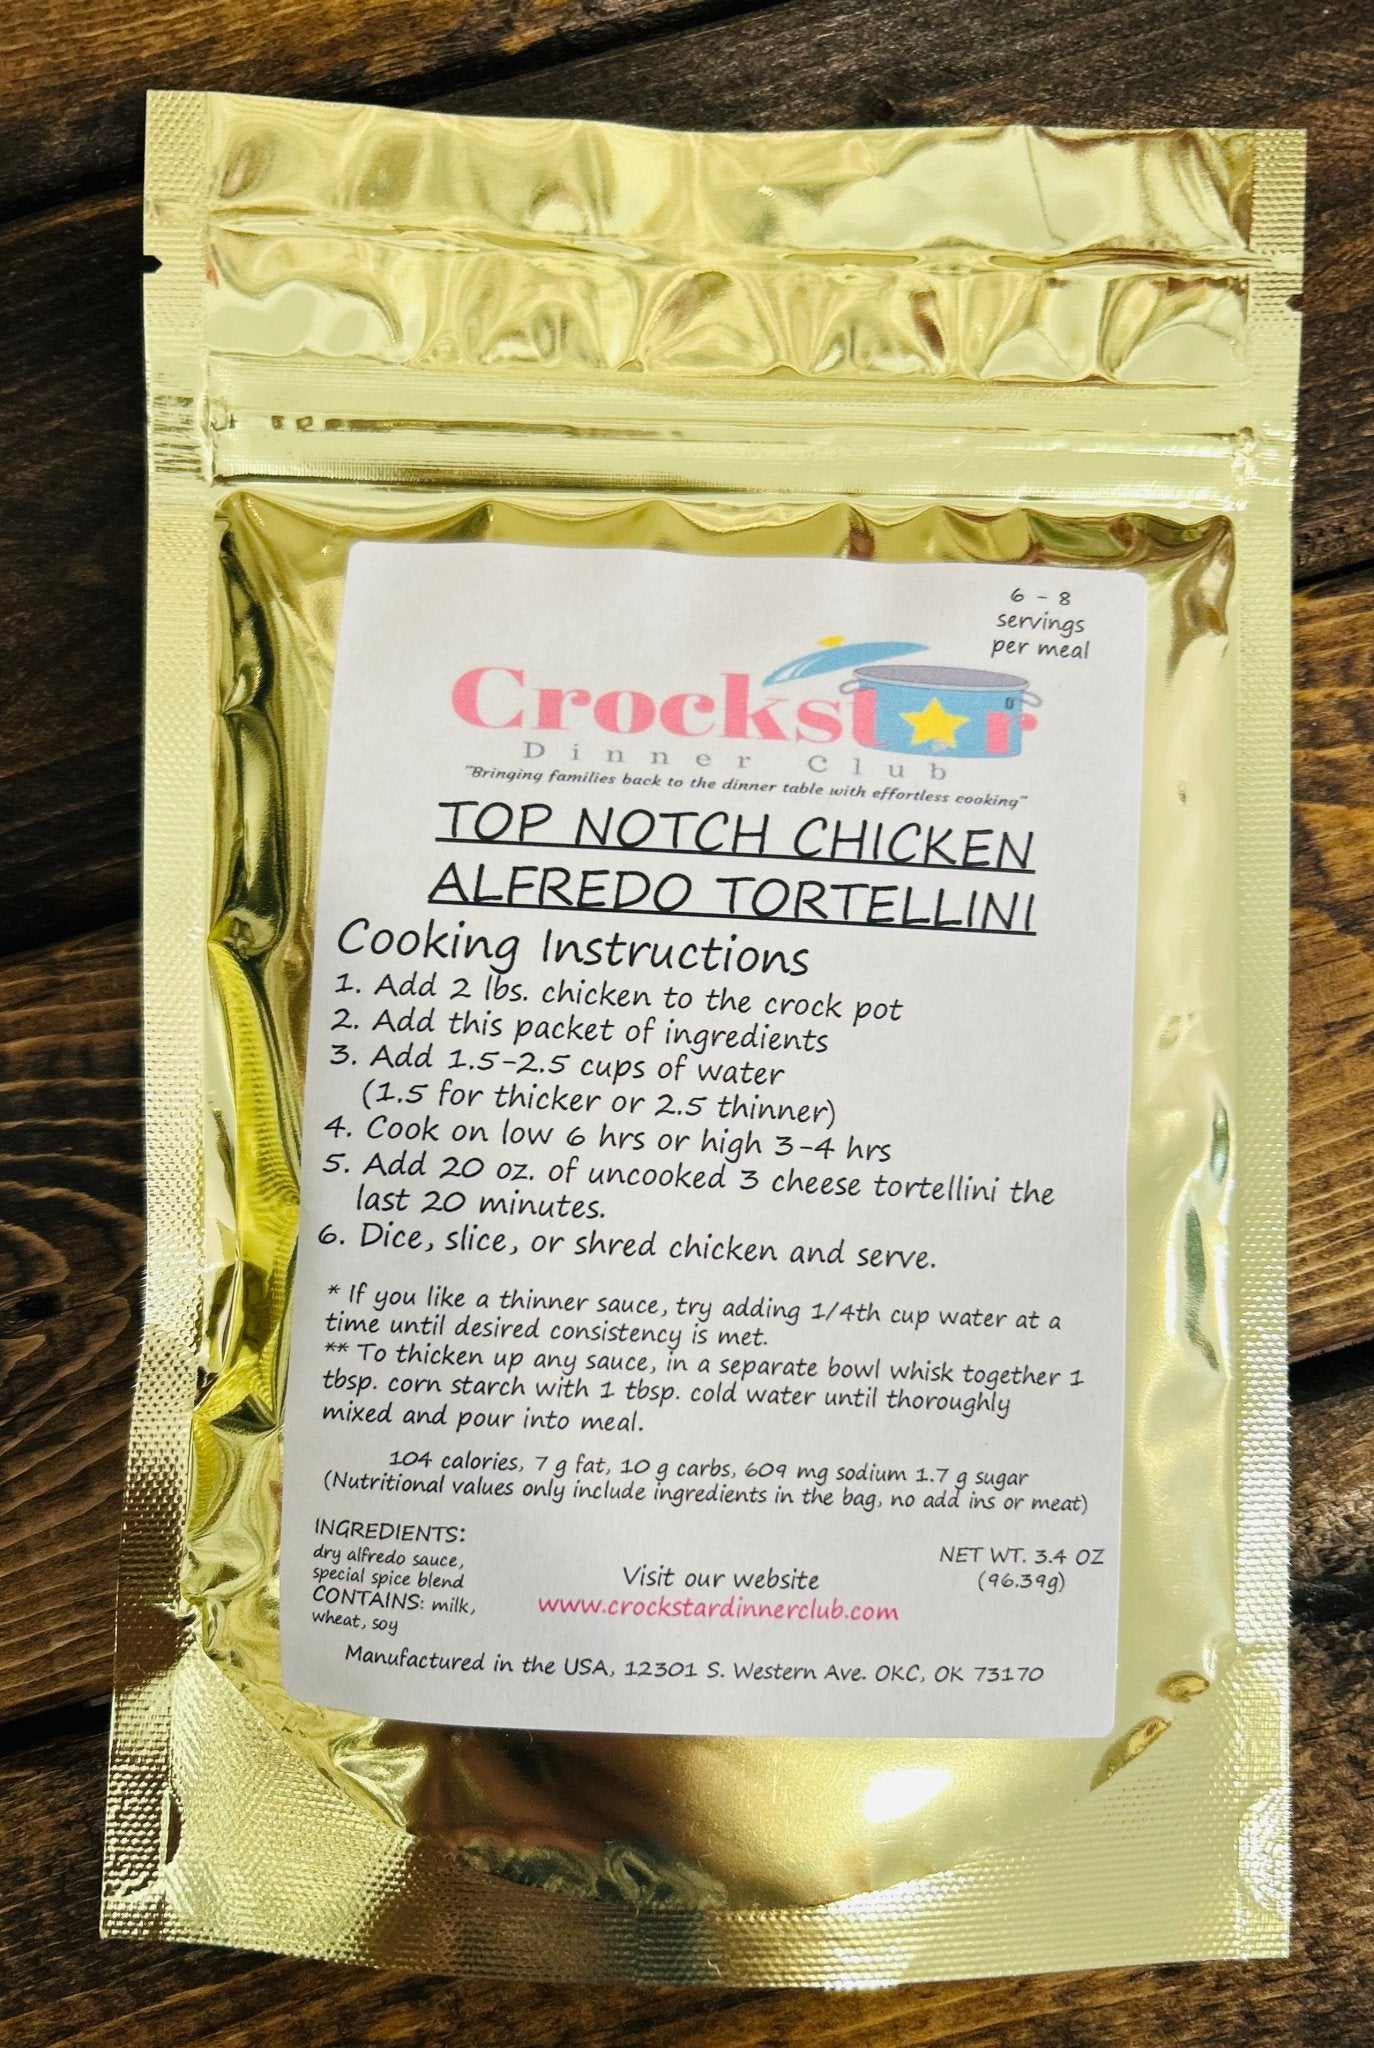 6 - 8
servings
per meal
Crockstar
Dinner Club
"Bringing families back to the dinner table with effortless cooking"
TOP NOTCH CHICKEN
ALFREDO TORTELLINI
Cooking Instructions
1. Add 2 lbs. chicken to the crock pot
2. Add this packet of ingredients
3. Add 1.5-2.5 cups of water
(1.5 for thicker or 2.5 thinner)
4. Cook on low 6 hrs or high 3-4 hrs
5. Add 20 oz. of uncooked 3 cheese tortellini the
last 20 minutes.
6. Dice, slice, or shred chicken and serve.
* If you like a thinner sauce, try adding 1/4th cup water at a
time until desired consistency is met.
** To thicken up any sauce, in a separate bowl whisk together 1
tbsp. corn starch with 1 tbsp. cold water until thoroughly
mixed and pour into meal.
104 calories, 7 g fat, 10 g carbs, 609 mg sodium 1.7 g sugar
(Nutritional values only include ingredients in the bag, no add ins or meat)
INGREDIENTS:
dry alfredo sauce,
special spice blend
CONTAINS: milk,
wheat, soy
Visit our website
www.crockstardinnerclub.com
NET WT. 3.4 OZ
(96.39g)
Manufactured in the USA, 12301 S. Western Ave. OKC, OK 73170